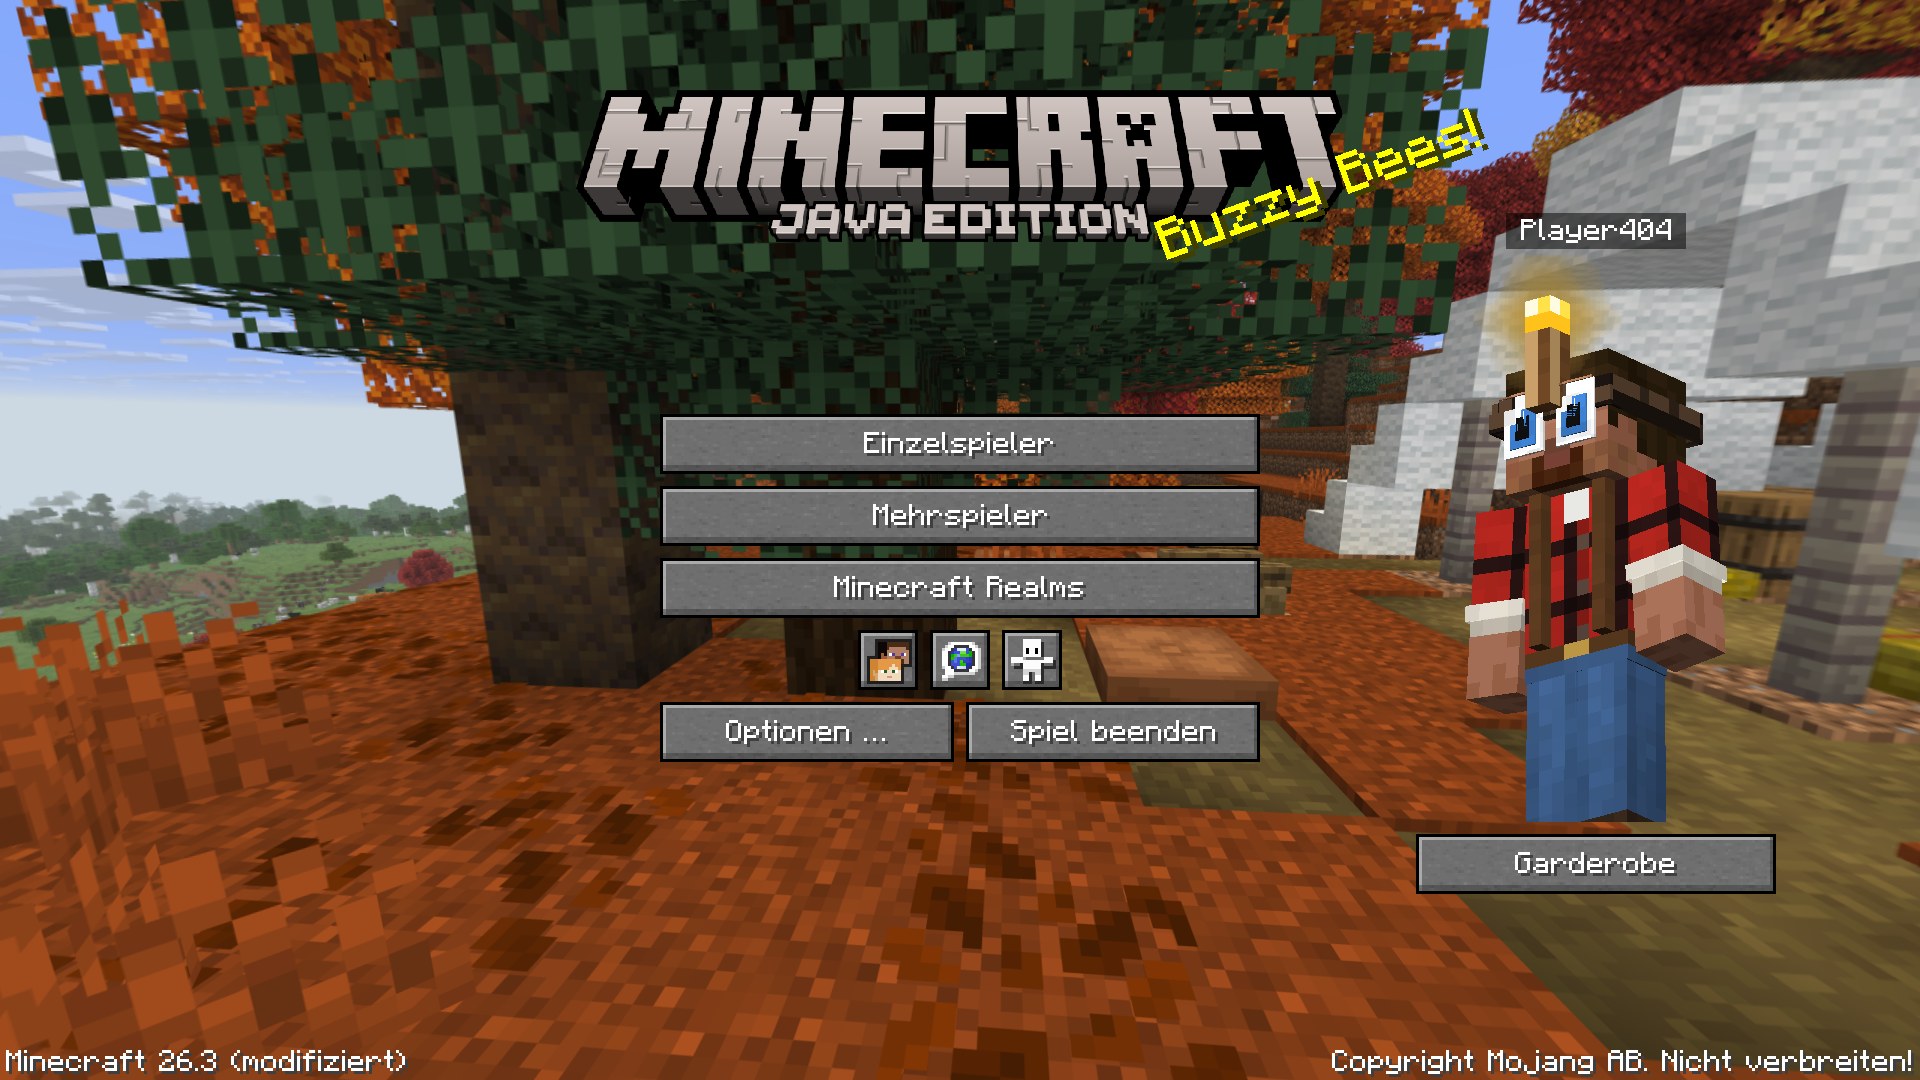 MINECRAFT
JAVA EDITION
Buzzy Bees!
Player404
Einzelspieler
Mehrspieler
Minecraft Realms
Optionen ...
Spiel beenden
Garderobe
Minecraft 26.3 (modifiziert)
Copyright Mojang AB. Nicht verbreiten!